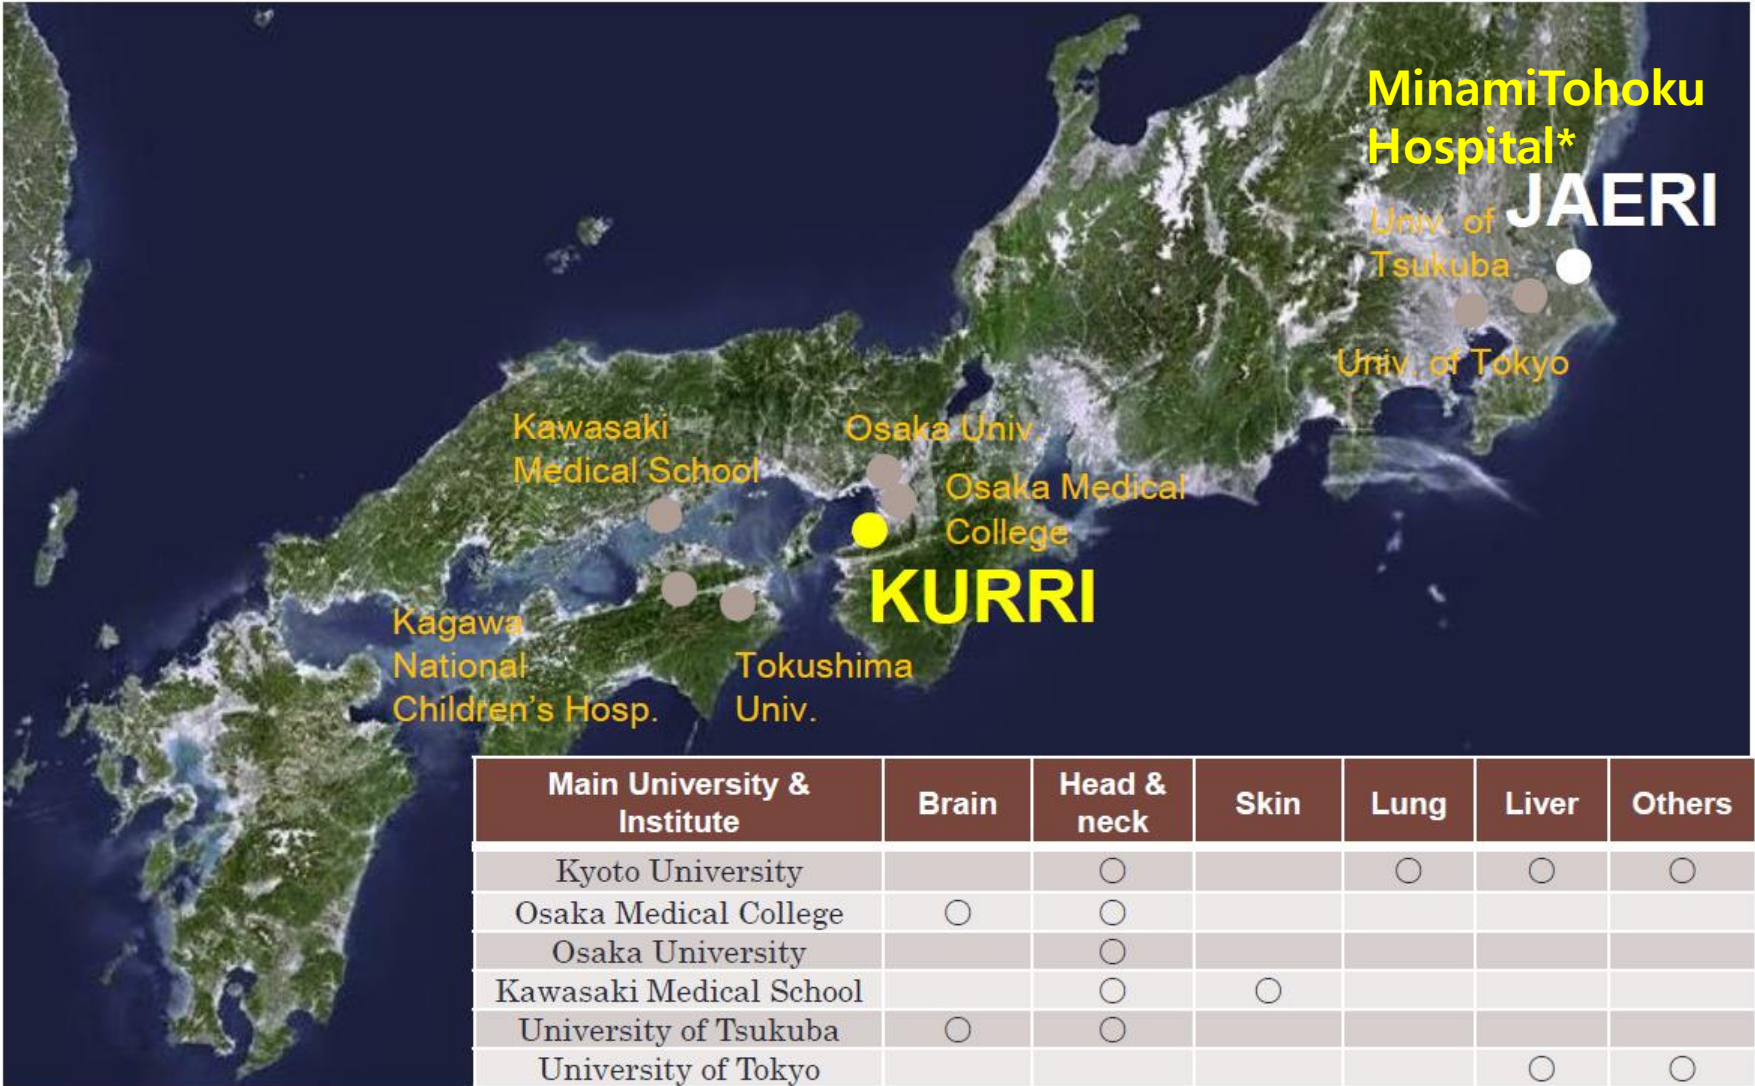 MinamiTohoku
Hospital*
JAERI
Univ. of
Tsukuba
Univ. of Tokyo
Kawasaki
Medical School
Osaka Univ.
Osaka Medical
College
KURRI
Kagawa
National
Children's Hosp.
Tokushima
Univ.
Main University & Institute Brain Head & neck Skin Lung Liver Others
Kyoto University ○ ○ ○ ○
Osaka Medical College ○ ○
Osaka University ○
Kawasaki Medical School ○ ○
University of Tsukuba ○ ○
University of Tokyo ○ ○